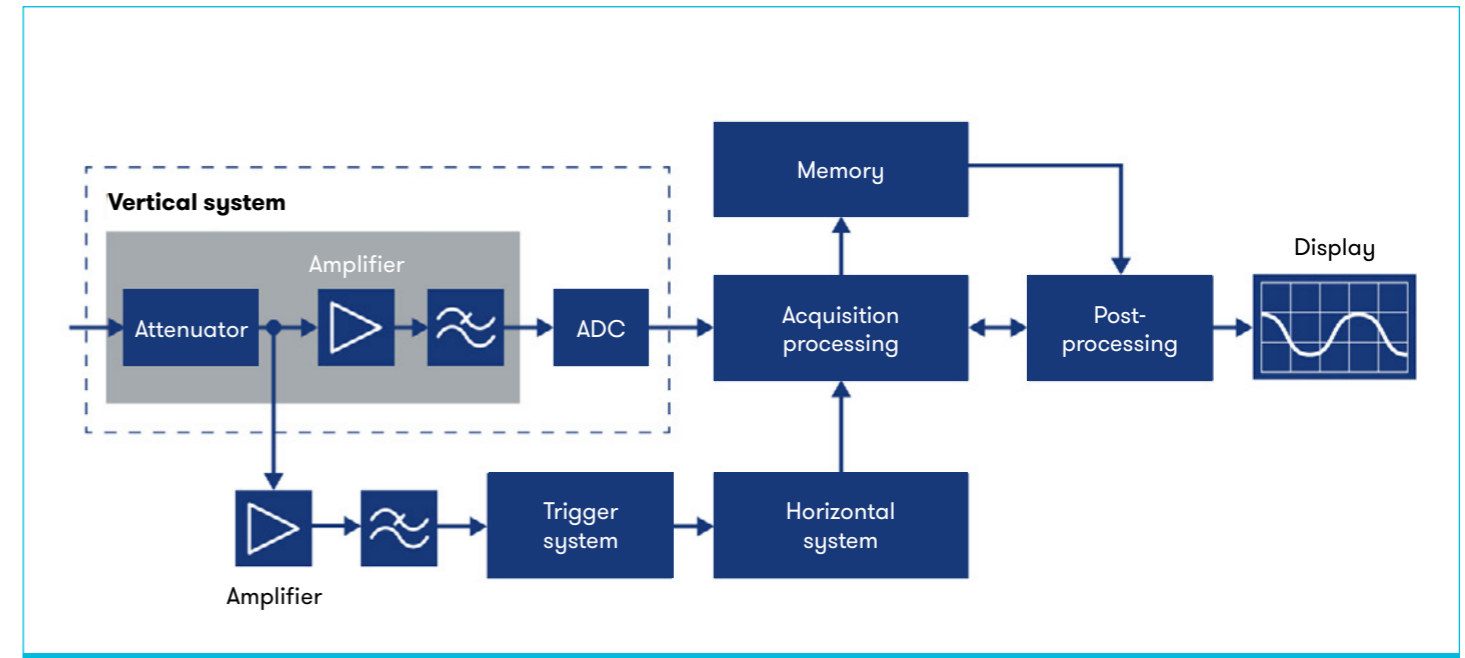 Memory
Vertical system
Display
Amplifier
Attenuator
ADC
Acquisition
processing
Post-
processing
Trigger
system
Horizontal
system
Amplifier